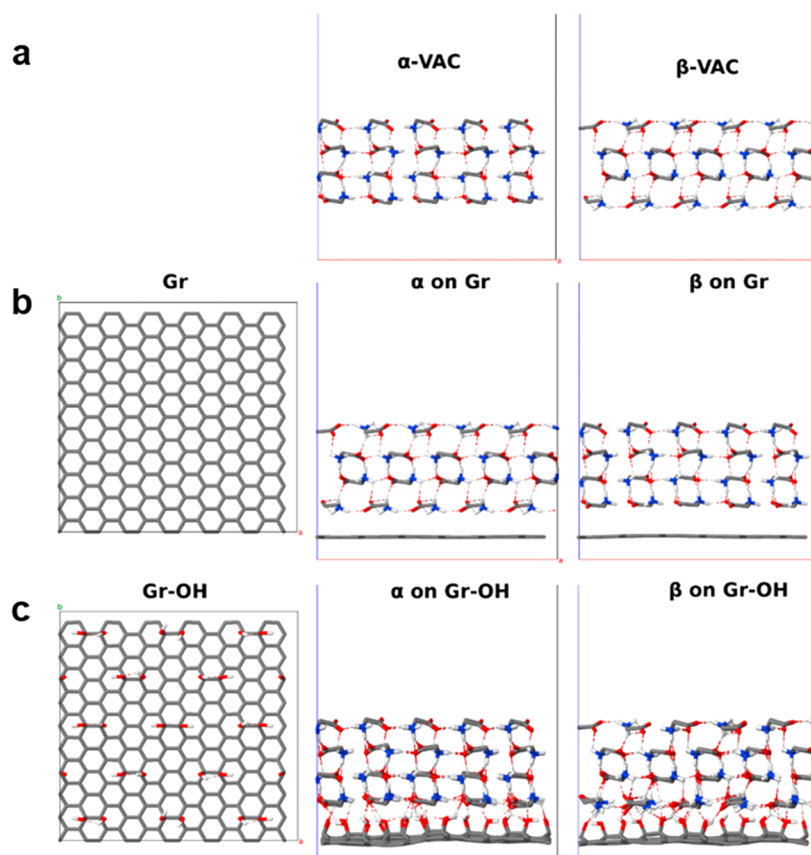 a
α-VAC
β-VAC
a
b
Gr
α on Gr
β on Gr
b
a
a
c
Gr-OH
α on Gr-OH
β on Gr-OH
b
a